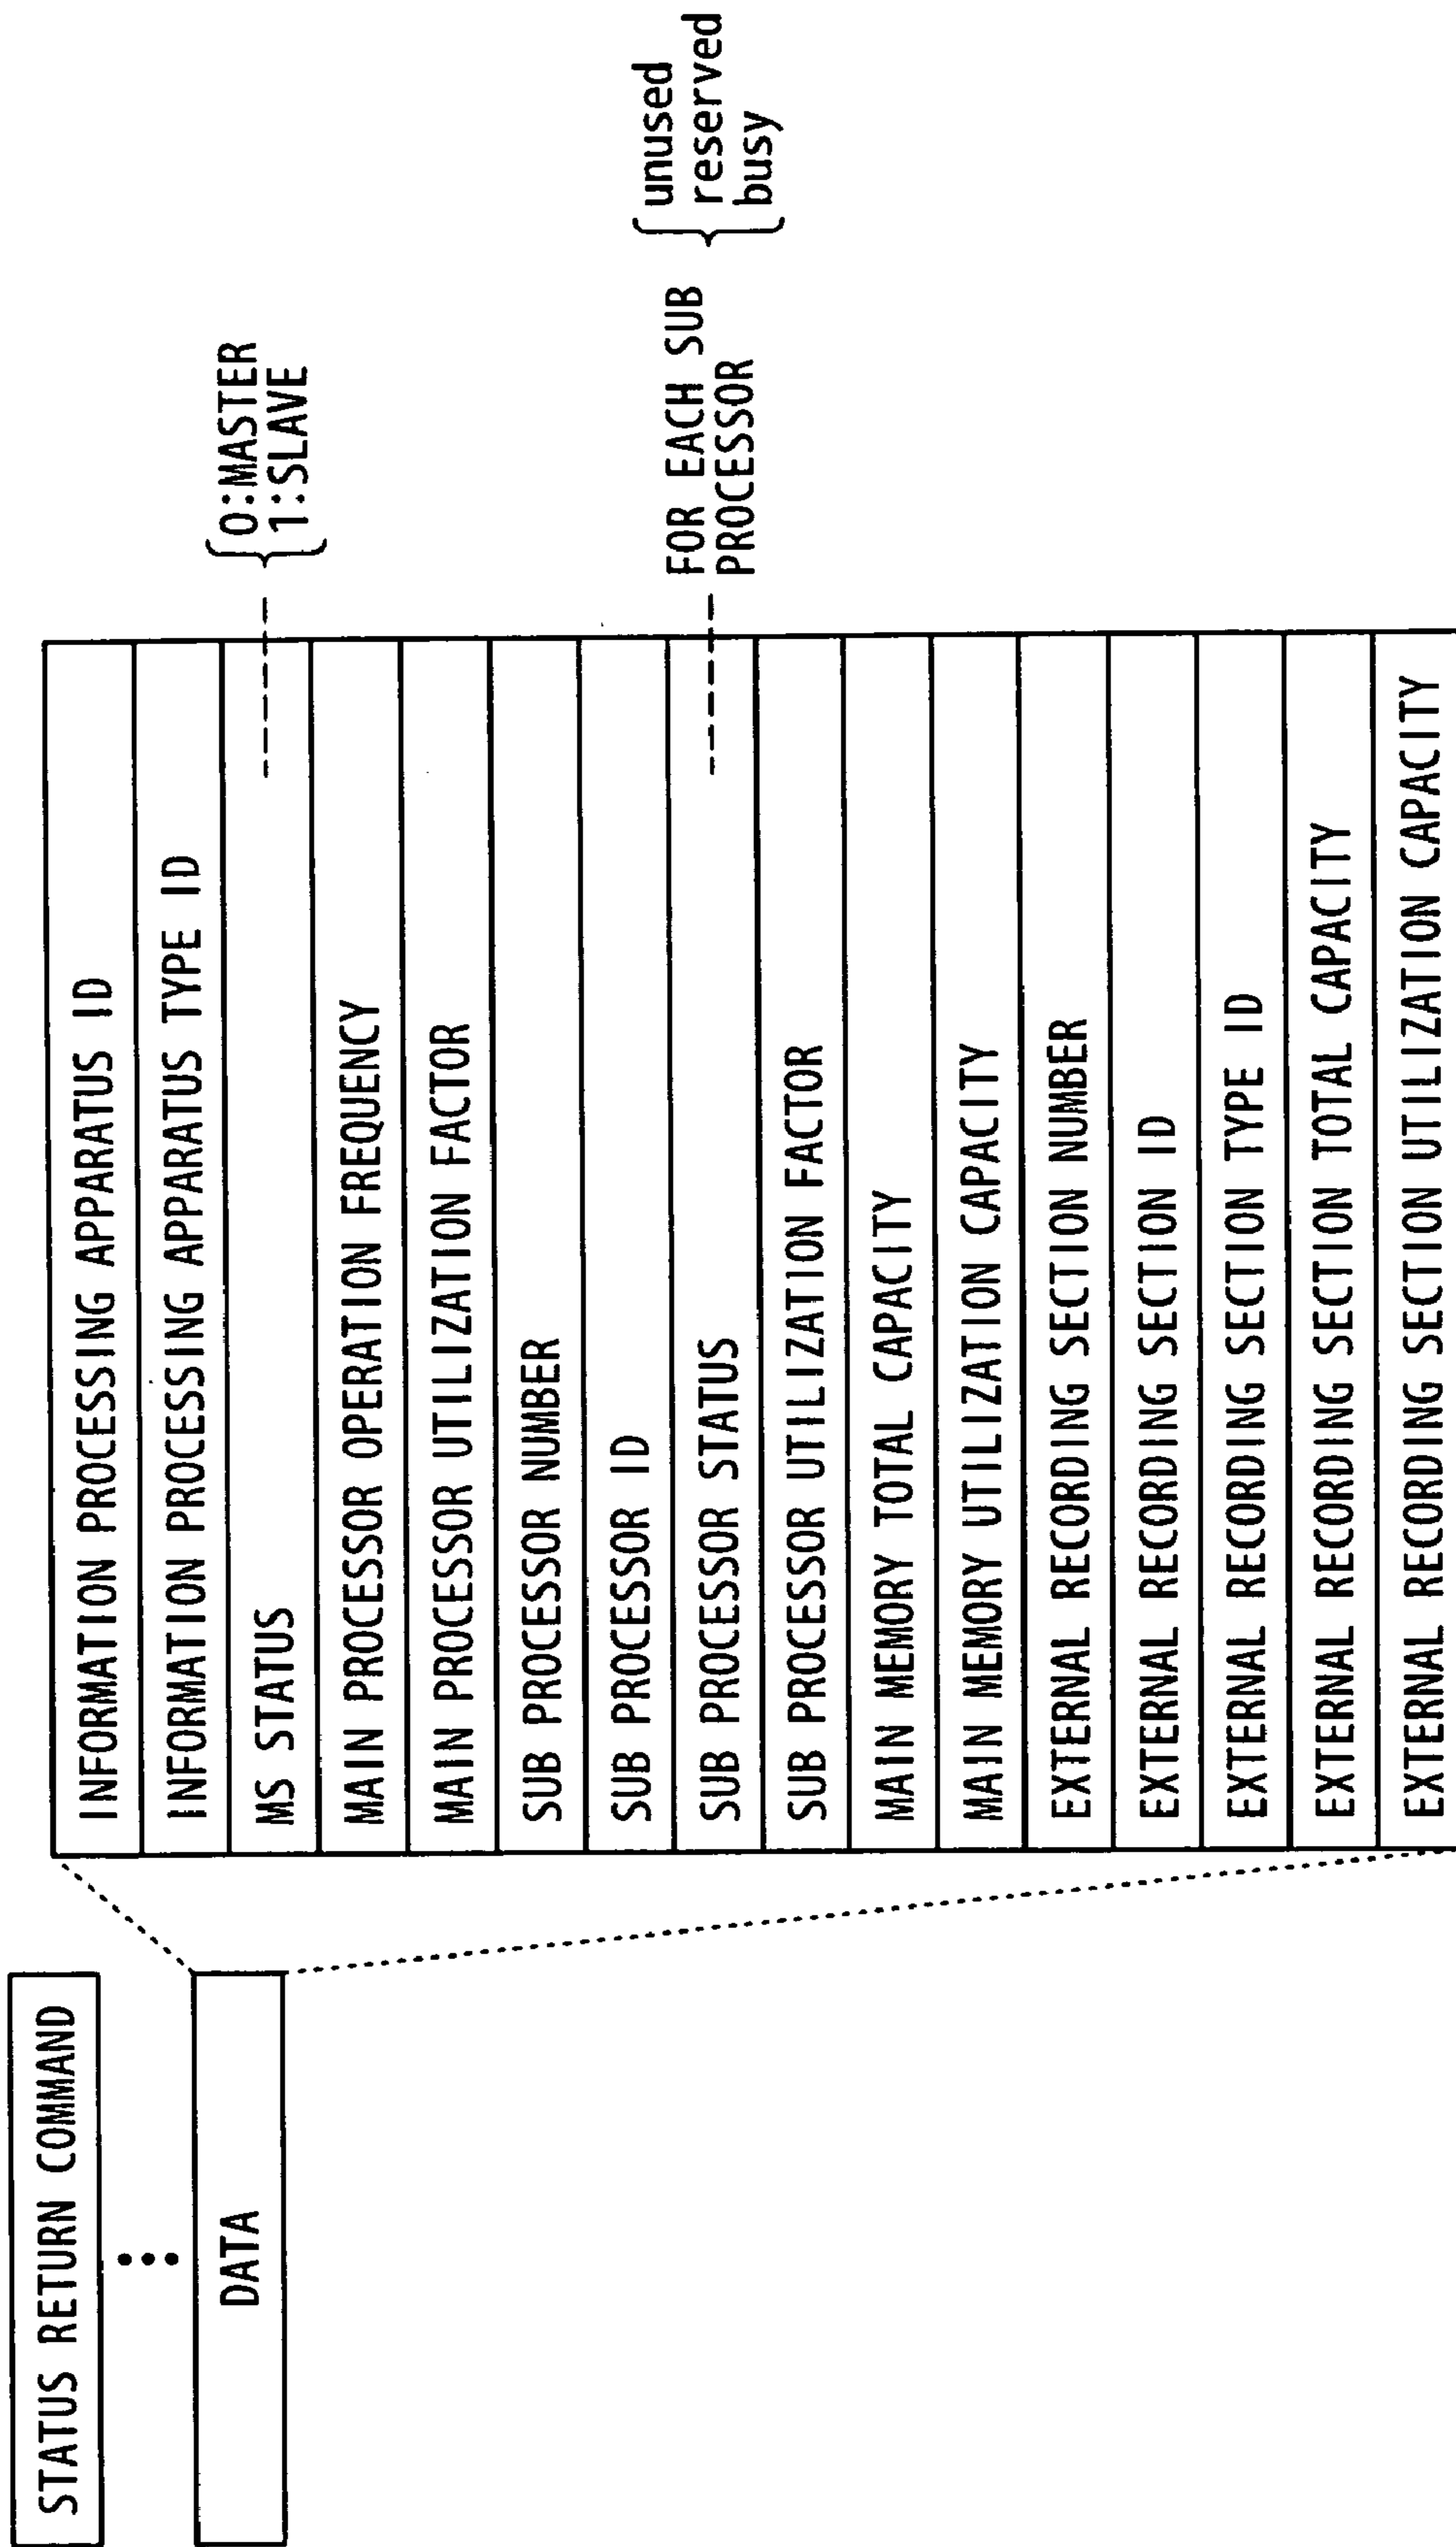 STATUS RETURN COMMAND
DATA
INFORMATION PROCESSING APPARATUS ID
INFORMATION PROCESSING APPARATUS TYPE ID
MS STATUS
0:MASTER
1:SLAVE
MAIN PROCESSOR OPERATION FREQUENCY
MAIN PROCESSOR UTILIZATION FACTOR
SUB PROCESSOR NUMBER
SUB PROCESSOR ID
SUB PROCESSOR STATUS
FOR EACH SUB
PROCESSOR
unused
reserved
busy
SUB PROCESSOR UTILIZATION FACTOR
MAIN MEMORY TOTAL CAPACITY
MAIN MEMORY UTILIZATION CAPACITY
EXTERNAL RECORDING SECTION NUMBER
EXTERNAL RECORDING SECTION ID
EXTERNAL RECORDING SECTION TYPE ID
EXTERNAL RECORDING SECTION TOTAL CAPACITY
EXTERNAL RECORDING SECTION UTILIZATION CAPACITY